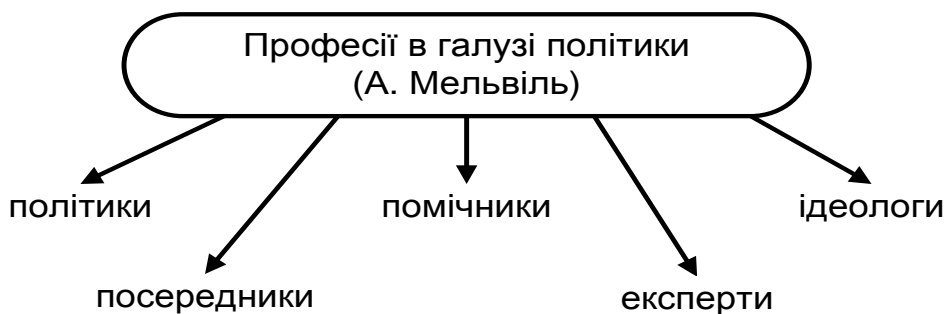 Професії в галузі політики
(А. Мельвіль)
політики
помічники
ідеологи
посередники
експерти